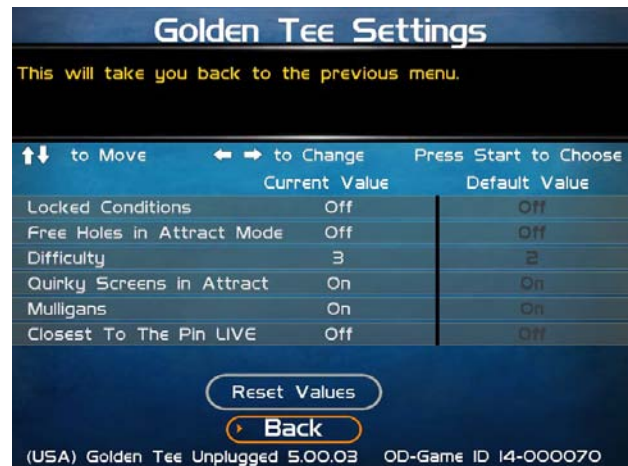 Golden Tee Settings
This will take you back to the previous menu.
to Move to Change Press Start to Choose
Current Value Default Value
Locked Conditions Off Off
Free Holes in Attract Mode Off Off
Difficulty 3 2
Quirky Screens in Attract On On
Mulligans On On
Closest To The Pin LIVE Off Off
Reset Values
Back
(USA) Golden Tee Unplugged 5.00.03 OD-Game ID 14-000070